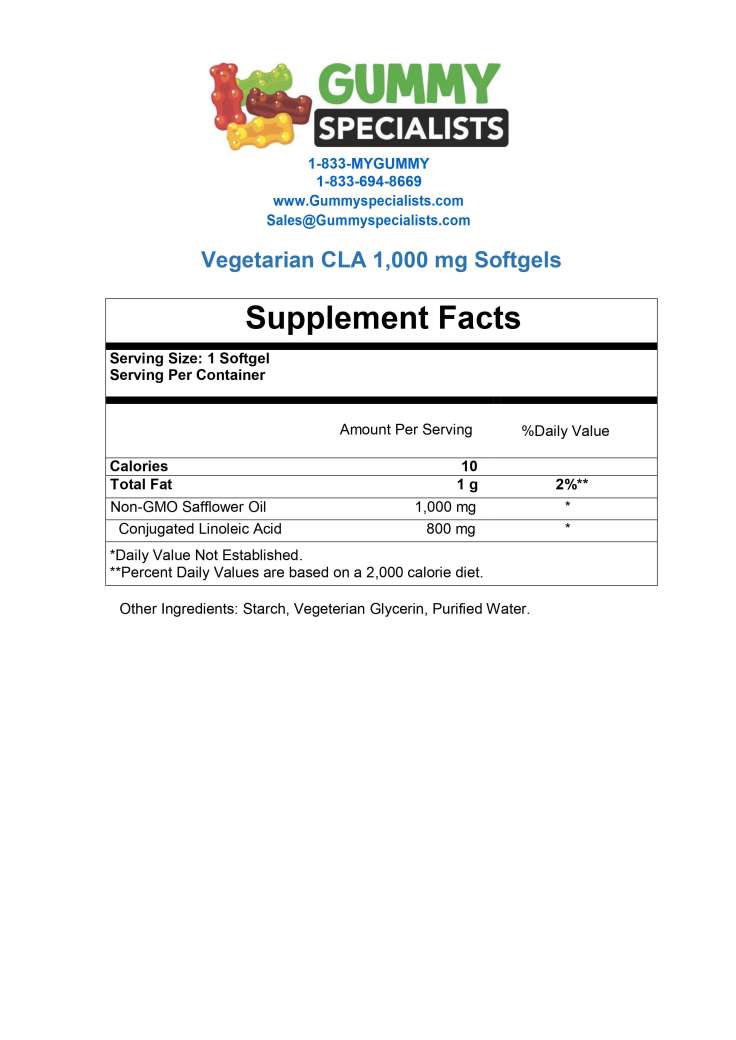 GUMMY
SPECIALISTS
1-833-MYGUMMY
1-833-694-8669
www.Gummyspecialists.com
Sales@Gummyspecialists.com
Vegetarian CLA 1,000 mg Softgels
Supplement Facts
Serving Size: 1 Softgel
Serving Per Container
Amount Per Serving %Daily Value
Calories 10
Total Fat 1 g 2%**
Non-GMO Safflower Oil 1,000 mg *
Conjugated Linoleic Acid 800 mg *
*Daily Value Not Established.
**Percent Daily Values are based on a 2,000 calorie diet.
Other Ingredients: Starch, Vegeterian Glycerin, Purified Water.